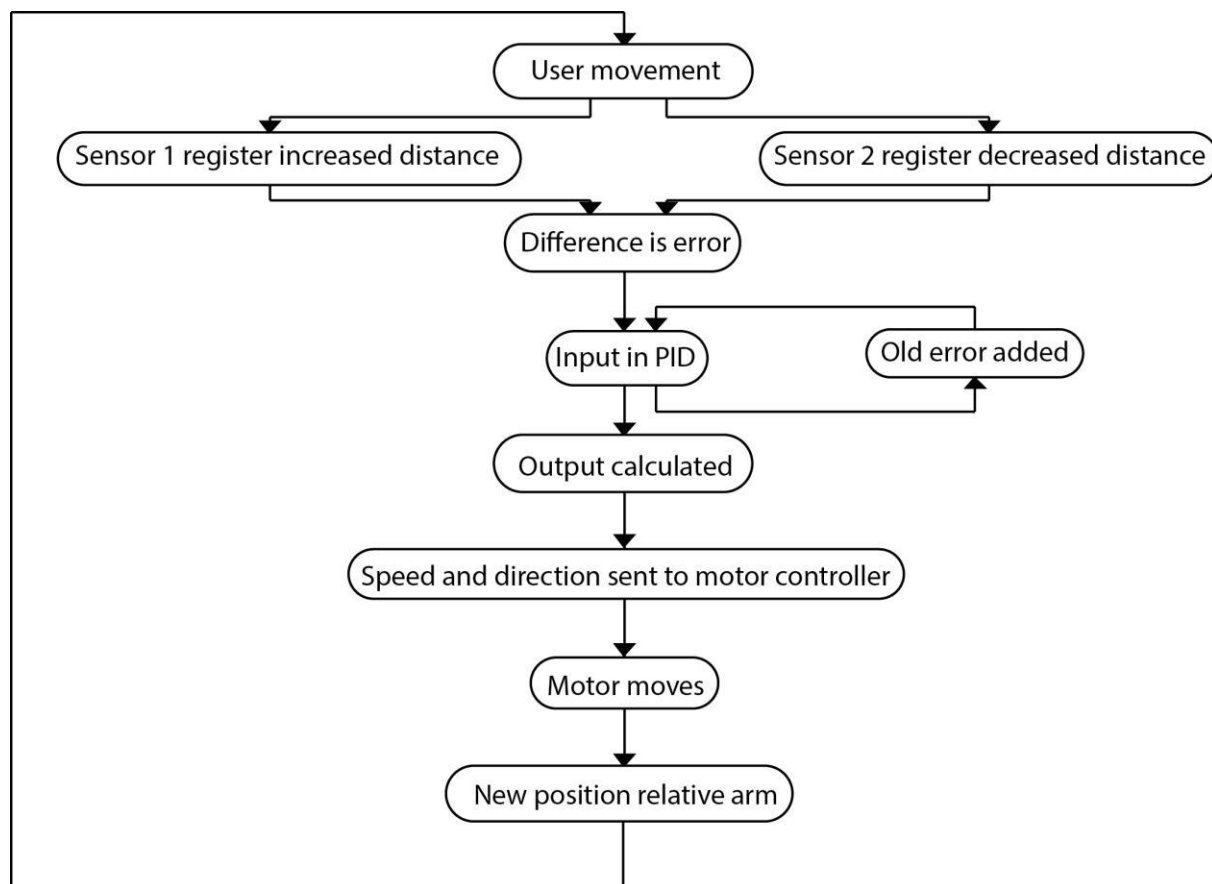 User movement
Sensor 1 register increased distance
Sensor 2 register decreased distance
Difference is error
Input in PID
Old error added
Output calculated
Speed and direction sent to motor controller
Motor moves
New position relative arm